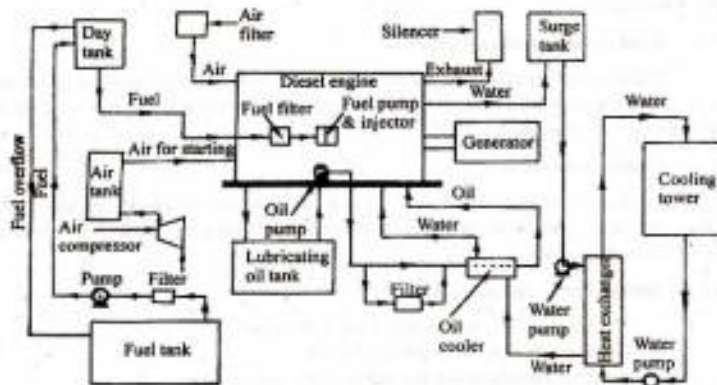 Day
tank
Air
filter
Silencer
Surge
tank
Air
Diesel engine
Exhaust
Water
Fuel
Fuel filter
Fuel pump
& injector
Water
Water
Air for starting
Generator
Fuel overflow
Fuel
Air
tank
Oil
pump
Oil
Cooling
tower
Air
compressor
Water
Lubricating
oil tank
Pump
Filter
Filter
Oil
cooler
Water
pump
Heat exchanger
Water
Water
Water
pump
Fuel tank